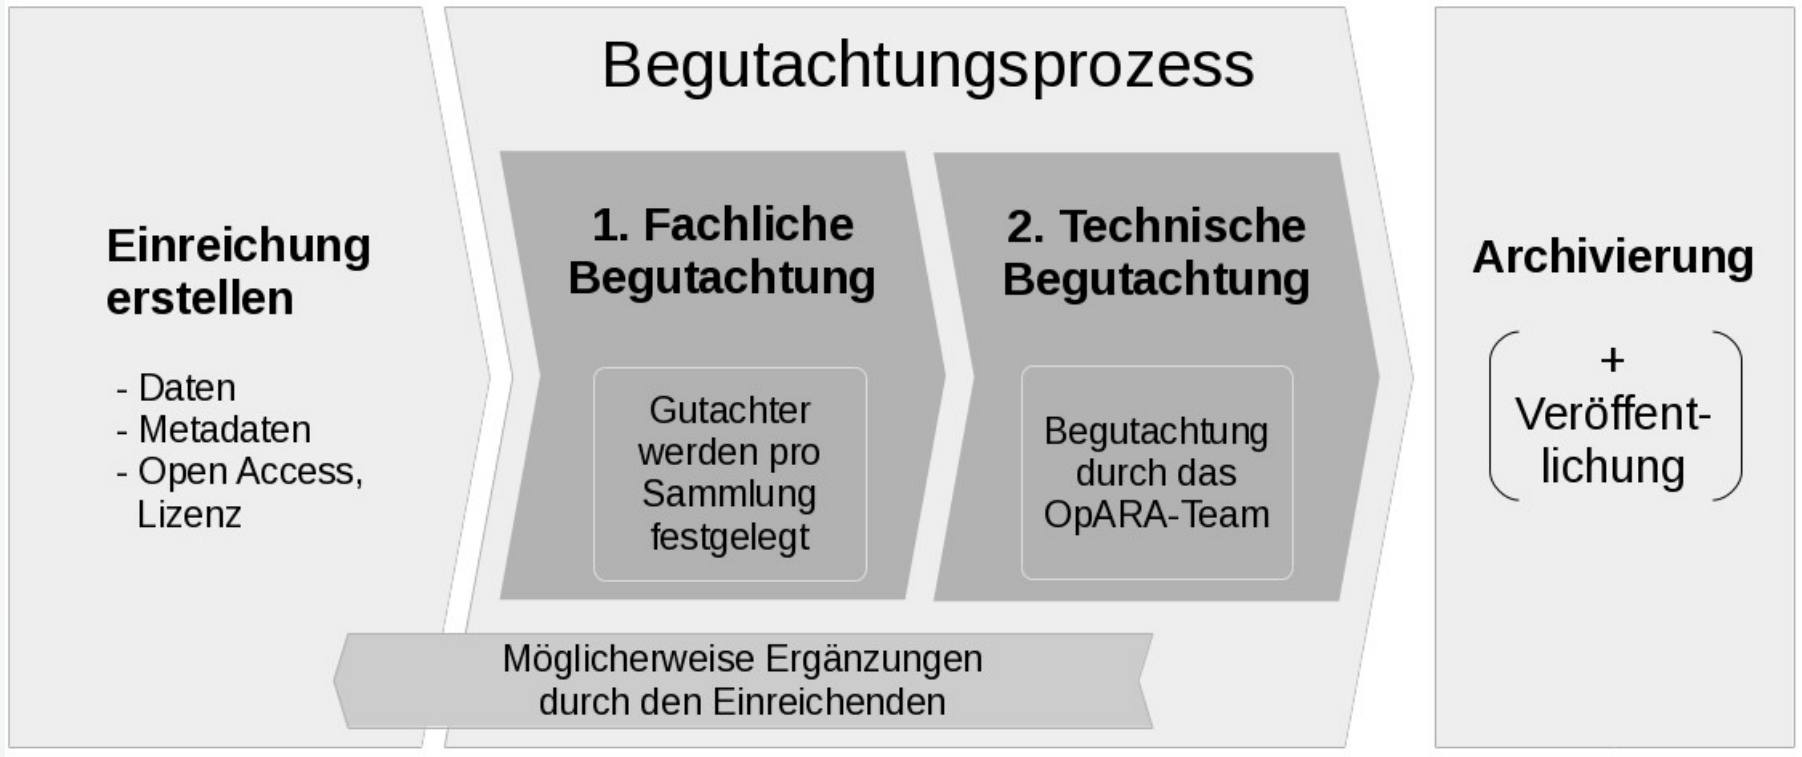 Begutachtungsprozess
Einreichung
erstellen
- Daten
- Metadaten
- Open Access,
Lizenz
1. Fachliche
Begutachtung
Gutachter
werden pro
Sammlung
festgelegt
2. Technische
Begutachtung
Begutachtung
durch das
OpARA-Team
Möglicherweise Ergänzungen
durch den Einreichenden
Archivierung
+
Veröffent-
lichung